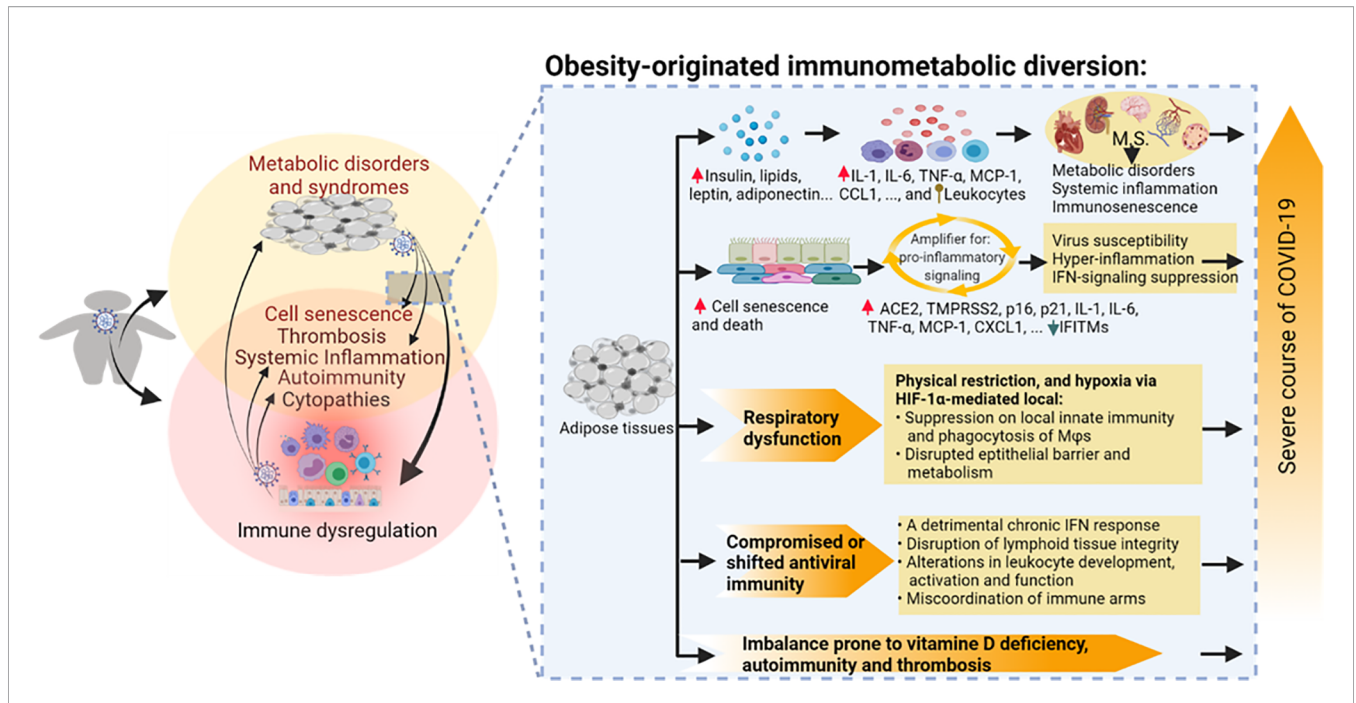 Obesity-originated immunometabolic diversion:
Metabolic disorders
and syndromes
Cell senescence
Thrombosis
Systemic Inflammation
Autoimmunity
Cytopathies
Immune dysregulation
Adipose tissues
Insulin, lipids,
leptin, adiponectin...
IL-1, IL-6, TNF-α, MCP-1,
CCL1, ..., and Leukocytes
M.S.
Metabolic disorders
Systemic inflammation
Immunosenescence
Cell senescence
and death
Amplifier for:
pro-inflammatory
signaling
ACE2, TMPRSS2, p16, p21, IL-1, IL-6,
TNF-α, MCP-1, CXCL1, ... IFITMs
Virus susceptibility
Hyper-inflammation
IFN-signaling suppression
Respiratory
dysfunction
Physical restriction, and hypoxia via
HIF-1α-mediated local:
• Suppression on local innate immunity
and phagocytosis of Mφs
• Disrupted eptithelial barrier and
metabolism
Compromised or
shifted antiviral
immunity
• A detrimental chronic IFN response
• Disruption of lymphoid tissue integrity
• Alterations in leukocyte development,
activation and function
• Miscoordination of immune arms
Imbalance prone to vitamine D deficiency,
autoimmunity and thrombosis
Severe course of COVID-19